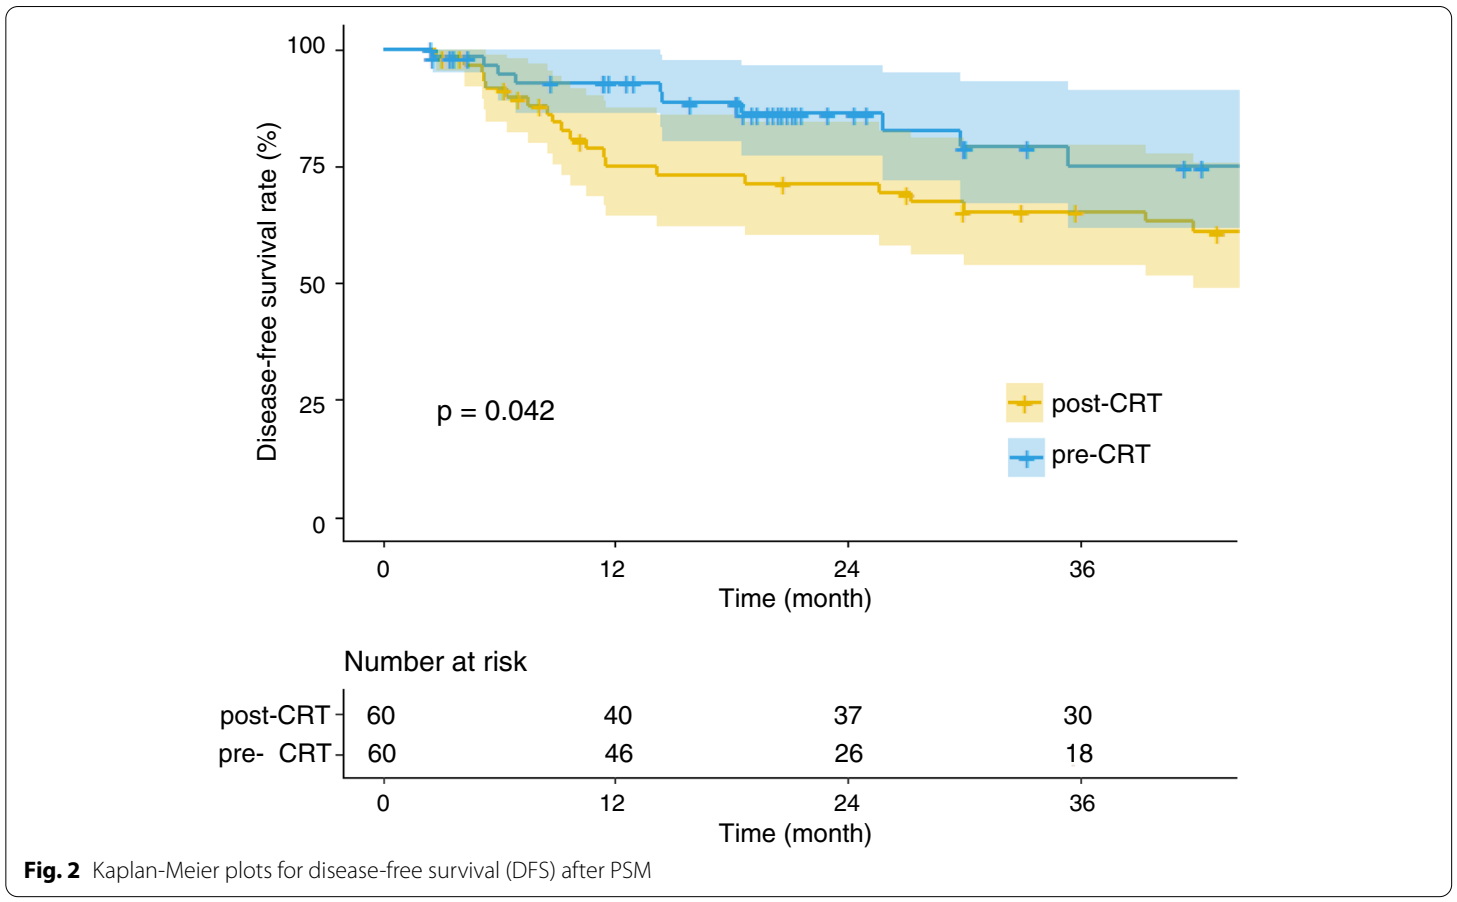 100
75
50
25
0
Disease-free survival rate (%)
p = 0.042
post-CRT
pre-CRT
0 12 24 36
Time (month)
Number at risk
post-CRT 60 40 37 30
pre- CRT 60 46 26 18
0 12 24 36
Time (month)
Fig. 2 Kaplan-Meier plots for disease-free survival (DFS) after PSM